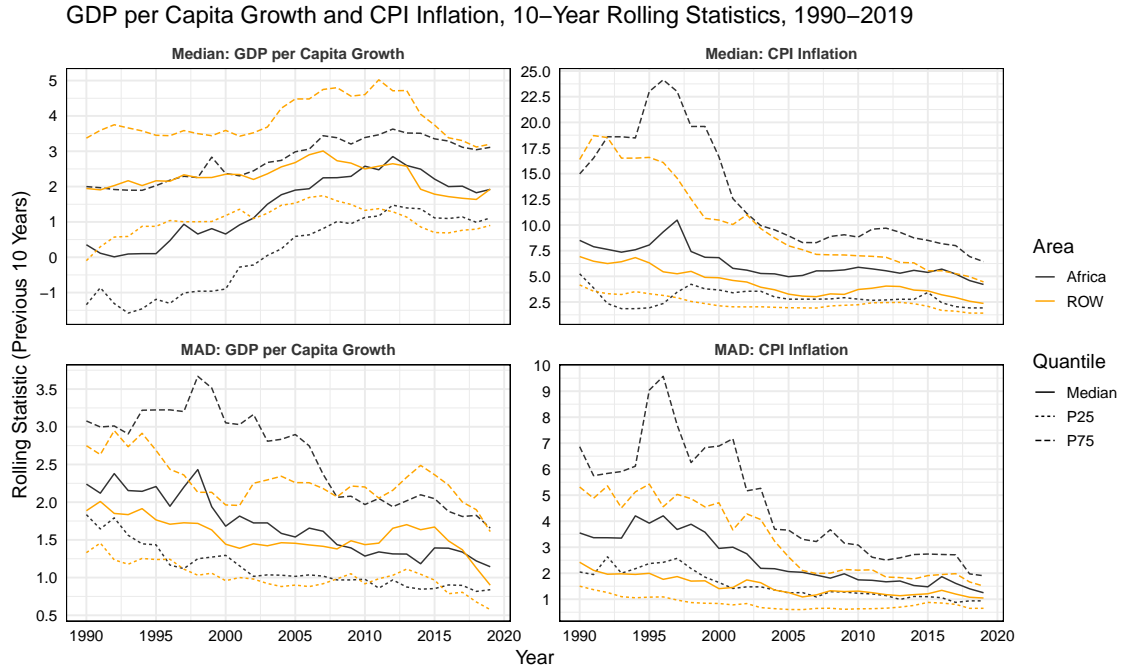 GDP per Capita Growth and CPI Inflation, 10−Year Rolling Statistics, 1990−2019
Median: GDP per Capita Growth
Median: CPI Inflation
5
4
3
2
1
0
−1
25.0
22.5
20.0
17.5
15.0
12.5
10.0
7.5
5.0
2.5
MAD: GDP per Capita Growth
MAD: CPI Inflation
3.5
3.0
2.5
2.0
1.5
1.0
0.5
10
9
8
7
6
5
4
3
2
1
1990 1995 2000 2005 2010 2015 2020
1990 1995 2000 2005 2010 2015 2020
Year
Rolling Statistic (Previous 10 Years)
Area
Africa
ROW
Quantile
Median
P25
P75